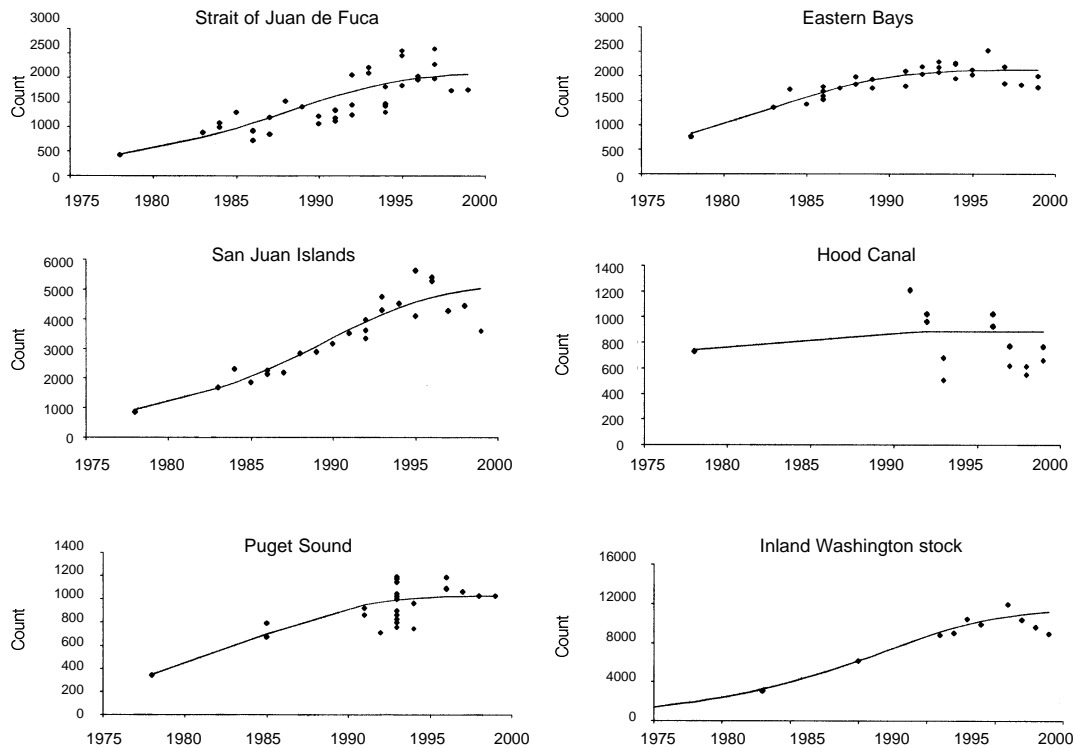 Strait of Juan de Fuca
3000
2500
2000
1500
1000
500
0
Count
1975 1980 1985 1990 1995 2000
Eastern Bays
3000
2500
2000
1500
1000
500
0
Count
1975 1980 1985 1990 1995 2000
San Juan Islands
6000
5000
4000
3000
2000
1000
0
Count
1975 1980 1985 1990 1995 2000
Hood Canal
1400
1200
1000
800
600
400
200
0
Count
1975 1980 1985 1990 1995 2000
Puget Sound
1400
1200
1000
800
600
400
200
0
Count
1975 1980 1985 1990 1995 2000
Inland Washington stock
16000
12000
8000
4000
0
Count
1975 1980 1985 1990 1995 2000